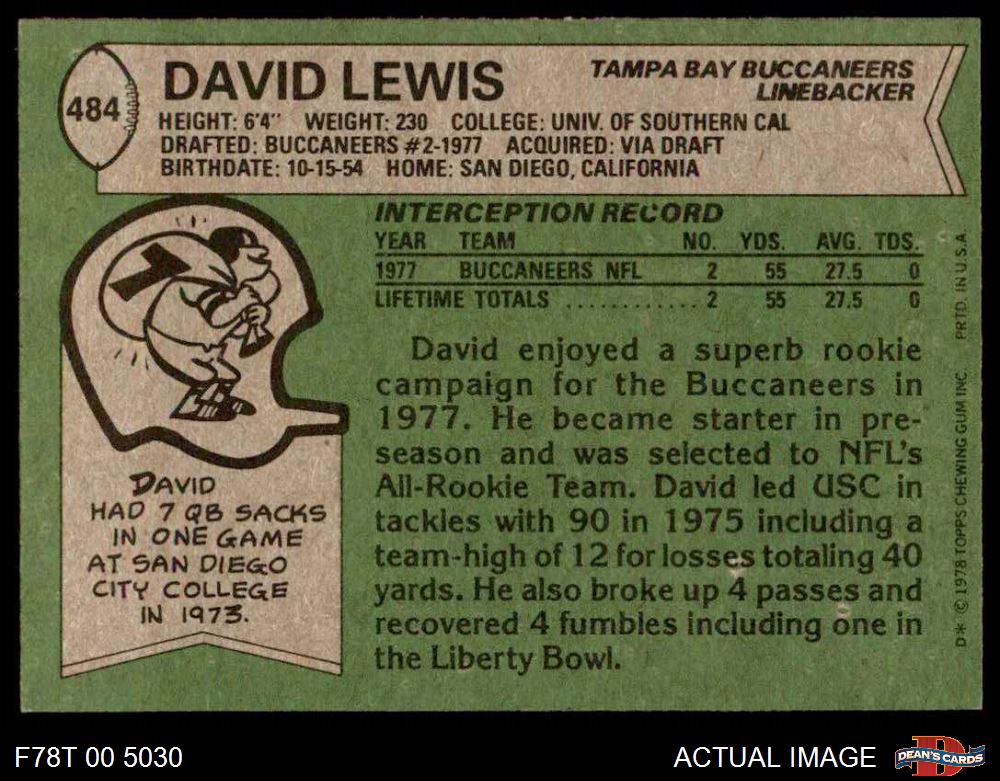 484
DAVID LEWIS
TAMPA BAY BUCCANEERS
LINEBACKER
HEIGHT: 6'4" WEIGHT: 230 COLLEGE: UNIV. OF SOUTHERN CAL
DRAFTED: BUCCANEERS #2-1977 ACQUIRED: VIA DRAFT
BIRTHDATE: 10-15-54 HOME: SAN DIEGO, CALIFORNIA
INTERCEPTION RECORD
YEAR TEAM NO. YDS. AVG. TDS.
1977 BUCCANEERS NFL 2 55 27.5 0
LIFETIME TOTALS ............ 2 55 27.5 0
David enjoyed a superb rookie
campaign for the Buccaneers in
1977. He became starter in pre-
season and was selected to NFL's
All-Rookie Team. David led USC in
tackles with 90 in 1975 including a
team-high of 12 for losses totaling 40
yards. He also broke up 4 passes and
recovered 4 fumbles including one in
the Liberty Bowl.
7
DAVID
HAD 7 QB SACKS
IN ONE GAME
AT SAN DIEGO
CITY COLLEGE
IN 1973.
D* © 1978 TOPPS CHEWING GUM INC. PRTD. IN U.S.A.
F78T 00 5030
ACTUAL IMAGE
D
DEAN'S CARDS